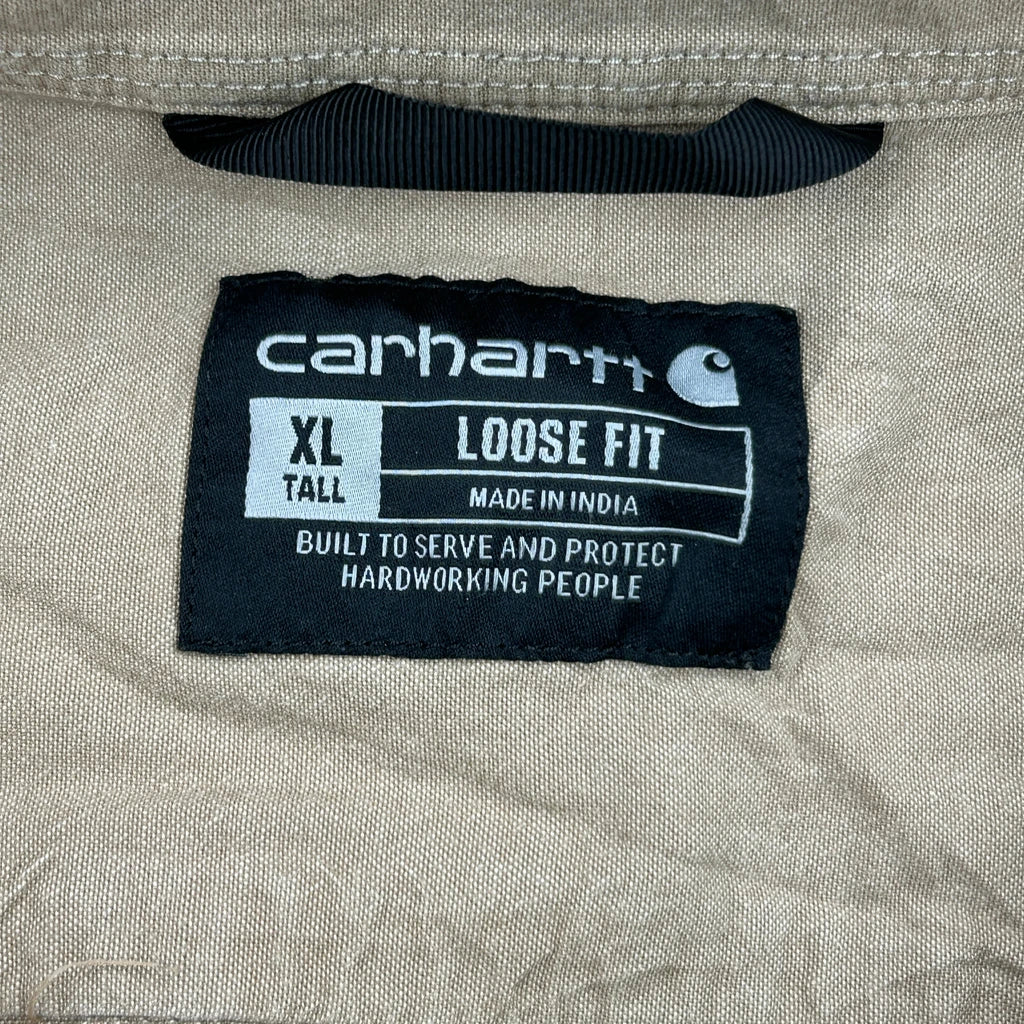 carhartt
XL
TALL
LOOSE FIT
MADE IN INDIA
BUILT TO SERVE AND PROTECT
HARDWORKING PEOPLE